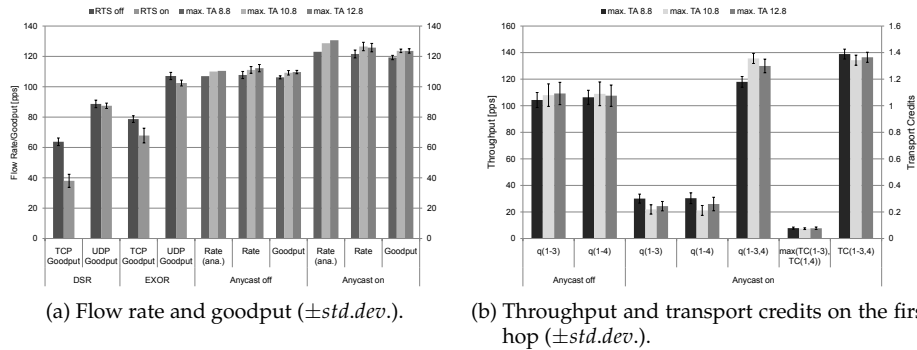 RTS off RTS on max. TA 8.8 max. TA 10.8 max. TA 12.8
140 140
120 120
100 100
80 80
60 60
40 40
20 20
0 0
Flow Rate/Goodput [pps]
TCP Goodput UDP Goodput TCP Goodput UDP Goodput Rate (ana.) Rate Goodput Rate (ana.) Rate Goodput
DSR EXOR Anycast off Anycast on
(a) Flow rate and goodput (±std.dev.).
max. TA 8.8 max. TA 10.8 max. TA 12.8
160 1.6
140 1.4
120 1.2
100 1
80 0.8
60 0.6
40 0.4
20 0.2
0 0
Throughput [pps]
Transport Credits
q(1-3) q(1-4) q(1-3) q(1-4) q(1-3,4) max(TC(1-3), TC(1,4)) TC(1-3,4)
Anycast off Anycast on
(b) Throughput and transport credits on the firs
hop (±std.dev.).